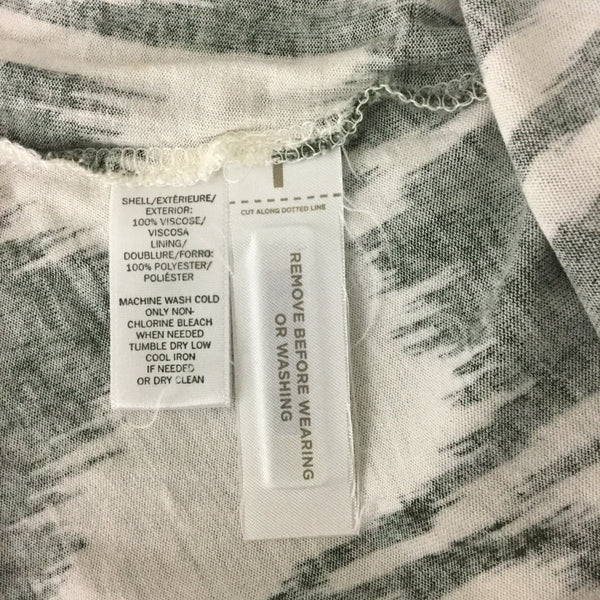 SHELL/EXTÉRIEURE/
EXTERIOR:
100% VISCOSE/
VISCOSA
LINING/
DOUBLURE/FORRO:
100% POLYESTER/
POLIÉSTER
MACHINE WASH COLD
ONLY NON-
CHLORINE BLEACH
WHEN NEEDED
TUMBLE DRY LOW
COOL IRON
IF NEEDED
OR DRY CLEAN
CUT ALONG DOTTED LINE
REMOVE BEFORE WEARING
OR WASHING